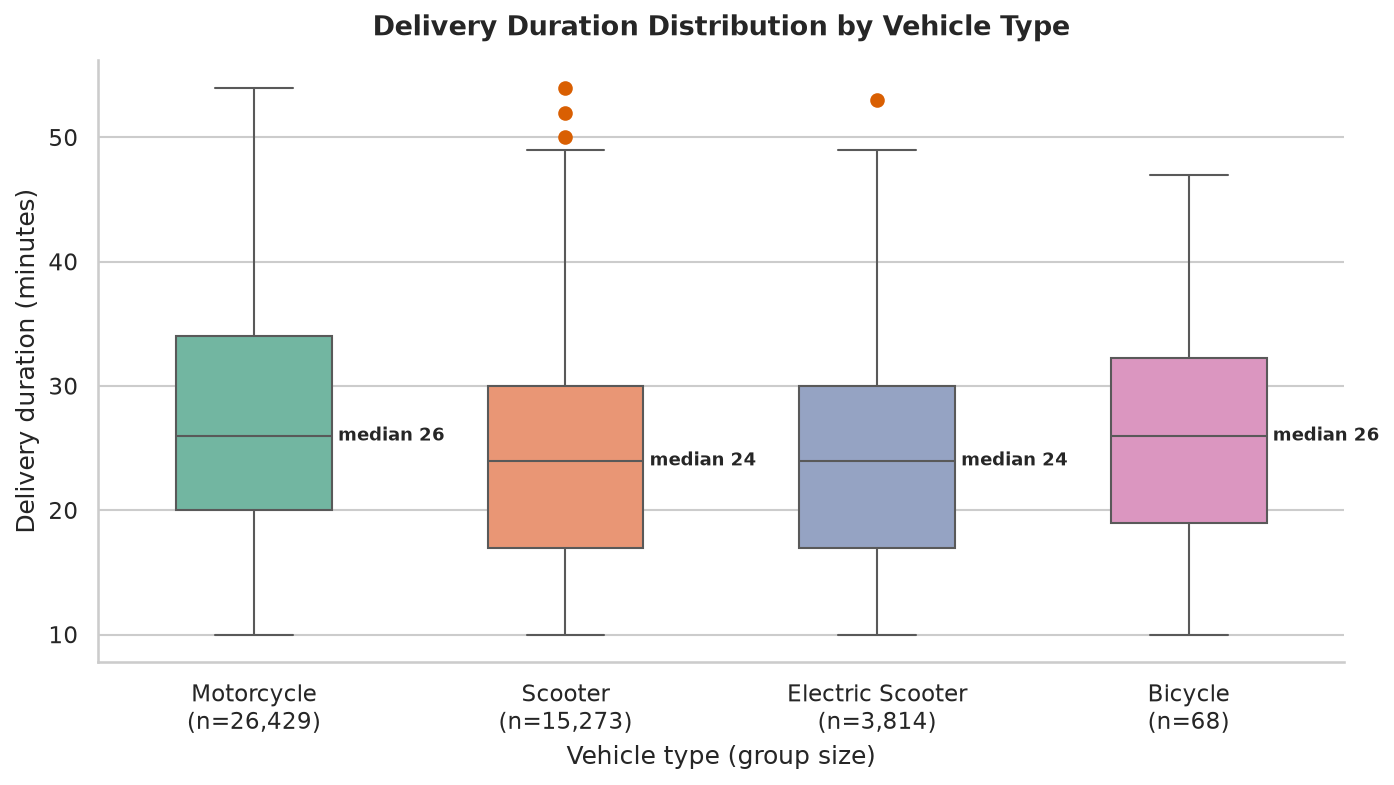 Delivery Duration Distribution by Vehicle Type
Delivery duration (minutes)
50
40
30
20
10
median 26
median 24
median 24
median 26
Motorcycle
(n=26,429)
Scooter
(n=15,273)
Electric Scooter
(n=3,814)
Bicycle
(n=68)
Vehicle type (group size)